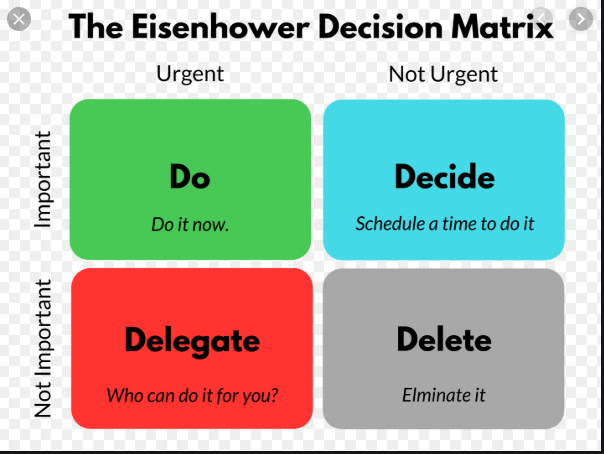 The Eisenhower Decision Matrix
Urgent
Not Urgent
Important
Do
Do it now.
Decide
Schedule a time to do it
Not Important
Delegate
Who can do it for you?
Delete
Elminate it